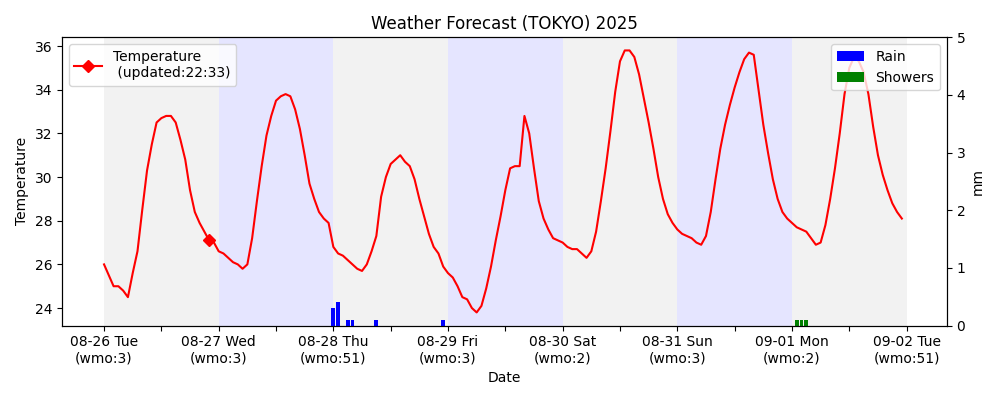 Weather Forecast (TOKYO) 2025
Temperature
(updated:22:33)
Rain
Showers
36
34
32
30
28
26
24
Temperature
5
4
3
2
1
0
mm
08-26 Tue
(wmo:3)
08-27 Wed
(wmo:3)
08-28 Thu
(wmo:51)
08-29 Fri
(wmo:3)
08-30 Sat
(wmo:2)
08-31 Sun
(wmo:3)
09-01 Mon
(wmo:2)
09-02 Tue
(wmo:51)
Date